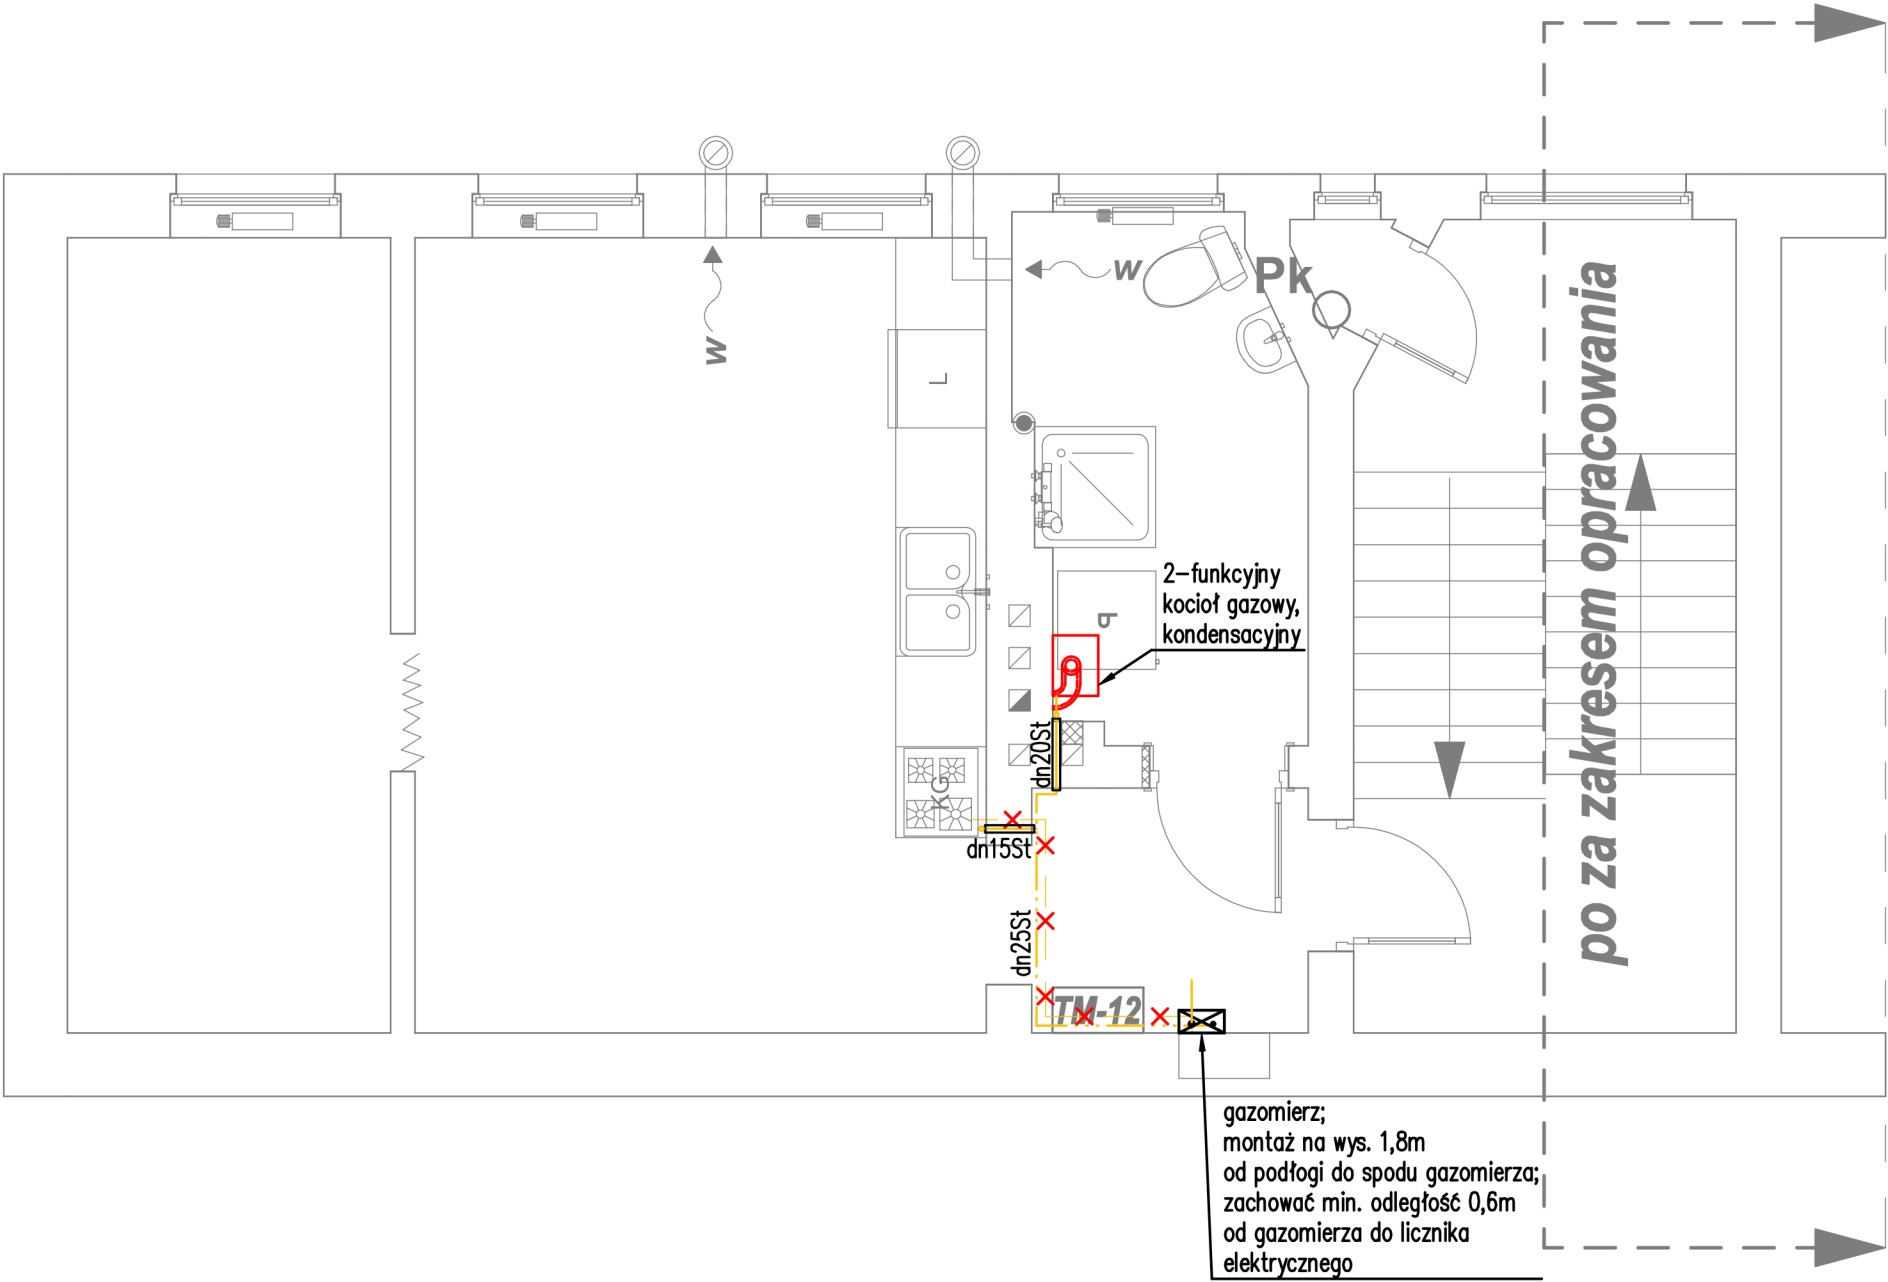 w
w
Pk
L
2-funkcyjny
kocioł gazowy,
kondensacyjny
po za zakresem opracowania
dn20St
KG
dn15St
dn25St
TM-12
gazomierz;
montaż na wys. 1,8m
od podłogi do spodu gazomierza;
zachować min. odległość 0,6m
od gazomierza do licznika
elektrycznego